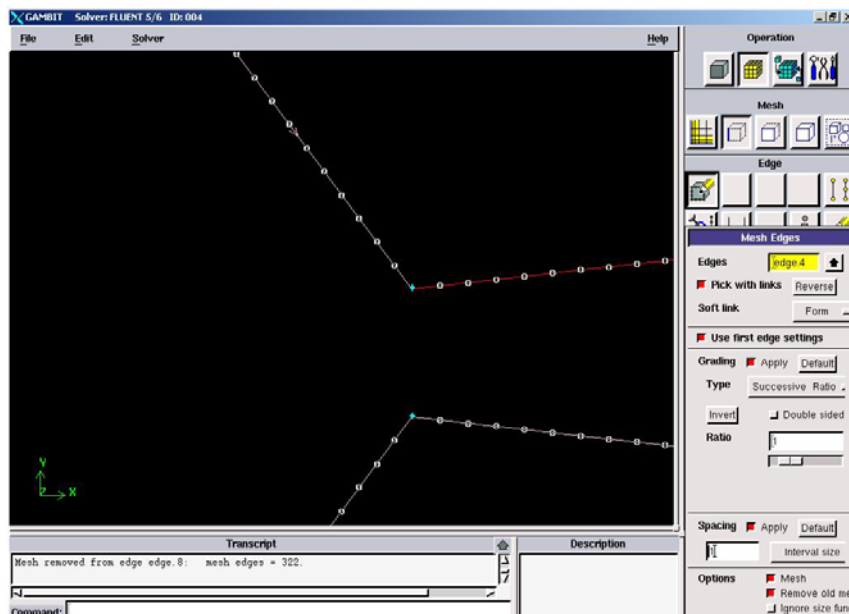 GAMBIT Solver: FLUENT 5/6 ID: 004
File Edit Solver Help
Operation
Mesh
Edge
Mesh Edges
Edges edge.4
Pick with links Reverse
Soft link Form
Use first edge settings
Grading Apply Default
Type Successive Ratio
Invert Double sided
Ratio 1
Y
Z X
Spacing Apply Default
1 Interval size
Options Mesh
Remove old me
Ignore size fun
Transcript Description
Mesh removed from edge edge.8: mesh edges = 322.
Command: